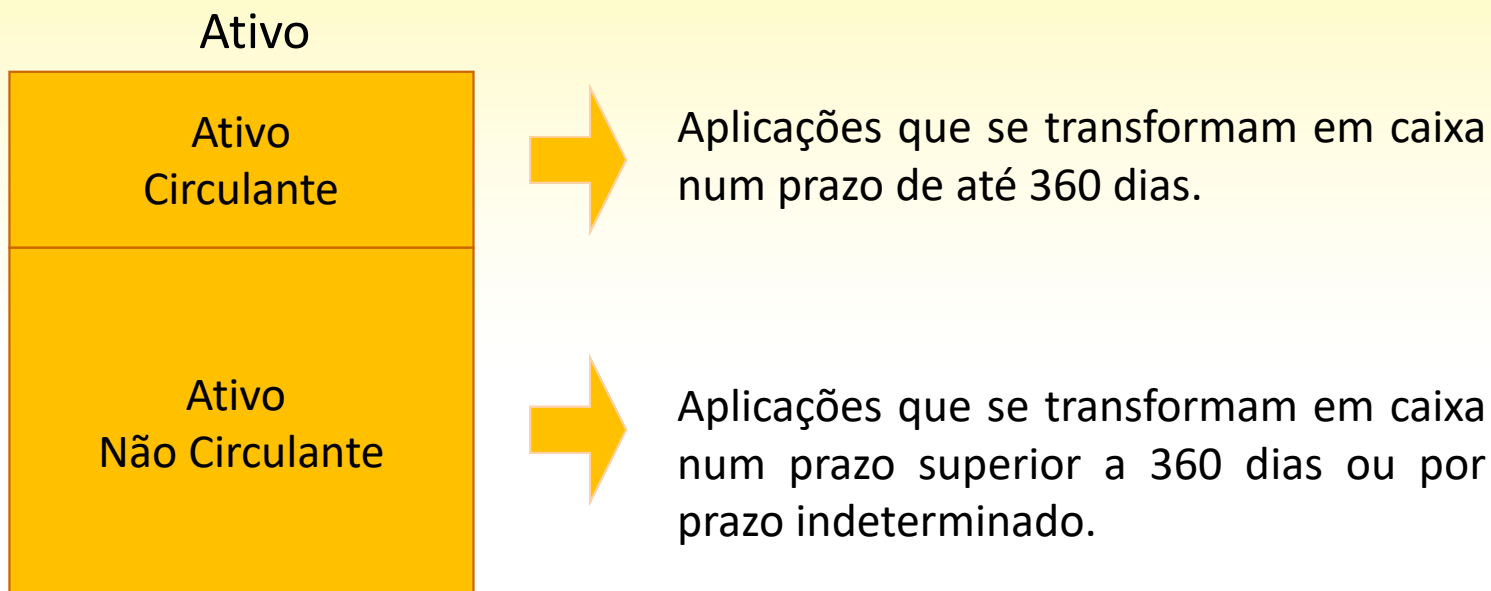 Ativo
Ativo
Circulante
Aplicações que se transformam em caixa
num prazo de até 360 dias.
Ativo
Não Circulante
Aplicações que se transformam em caixa
num prazo superior a 360 dias ou por
prazo indeterminado.